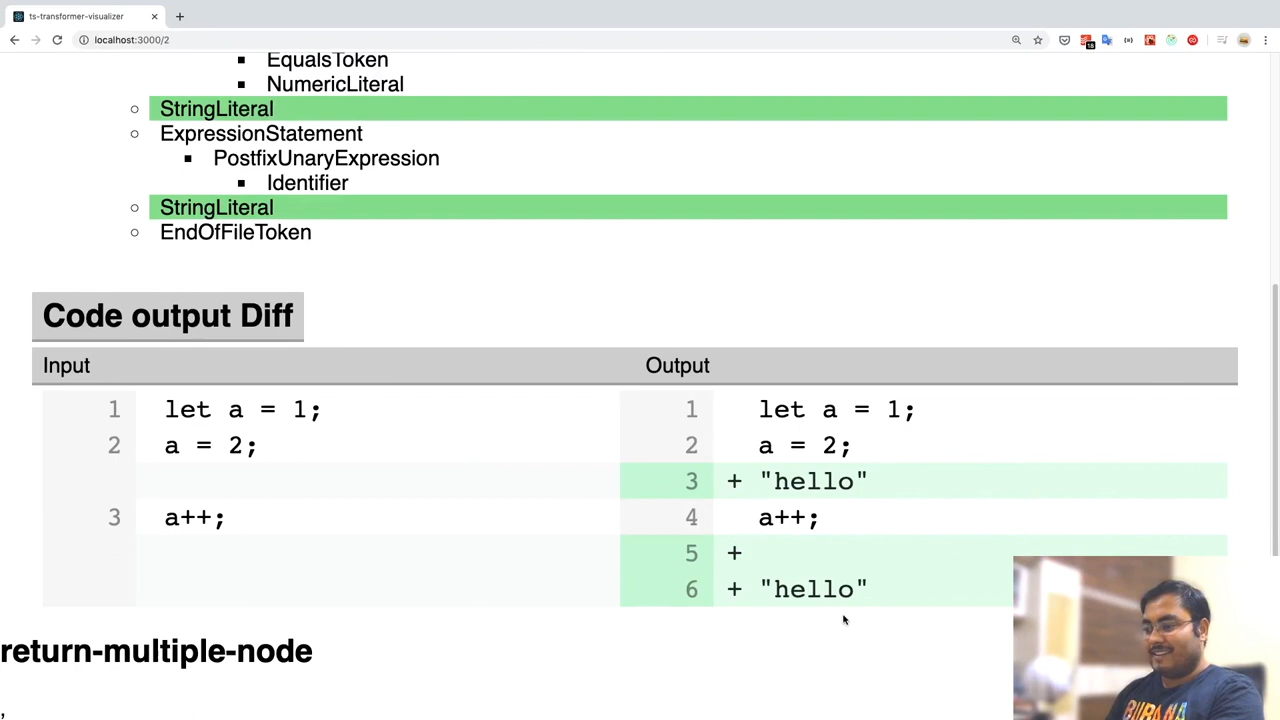 ts-transformer-visualizer
localhost:3000/2
18
EqualsToken
NumericLiteral
StringLiteral
ExpressionStatement
PostfixUnaryExpression
Identifier
StringLiteral
EndOfFileToken
Code output Diff
Input Output
1 let a = 1; 1 let a = 1;
2 a = 2; 2 a = 2;
3 + "hello"
3 a++; 4 a++;
5 +
6 + "hello"
return-multiple-node
,